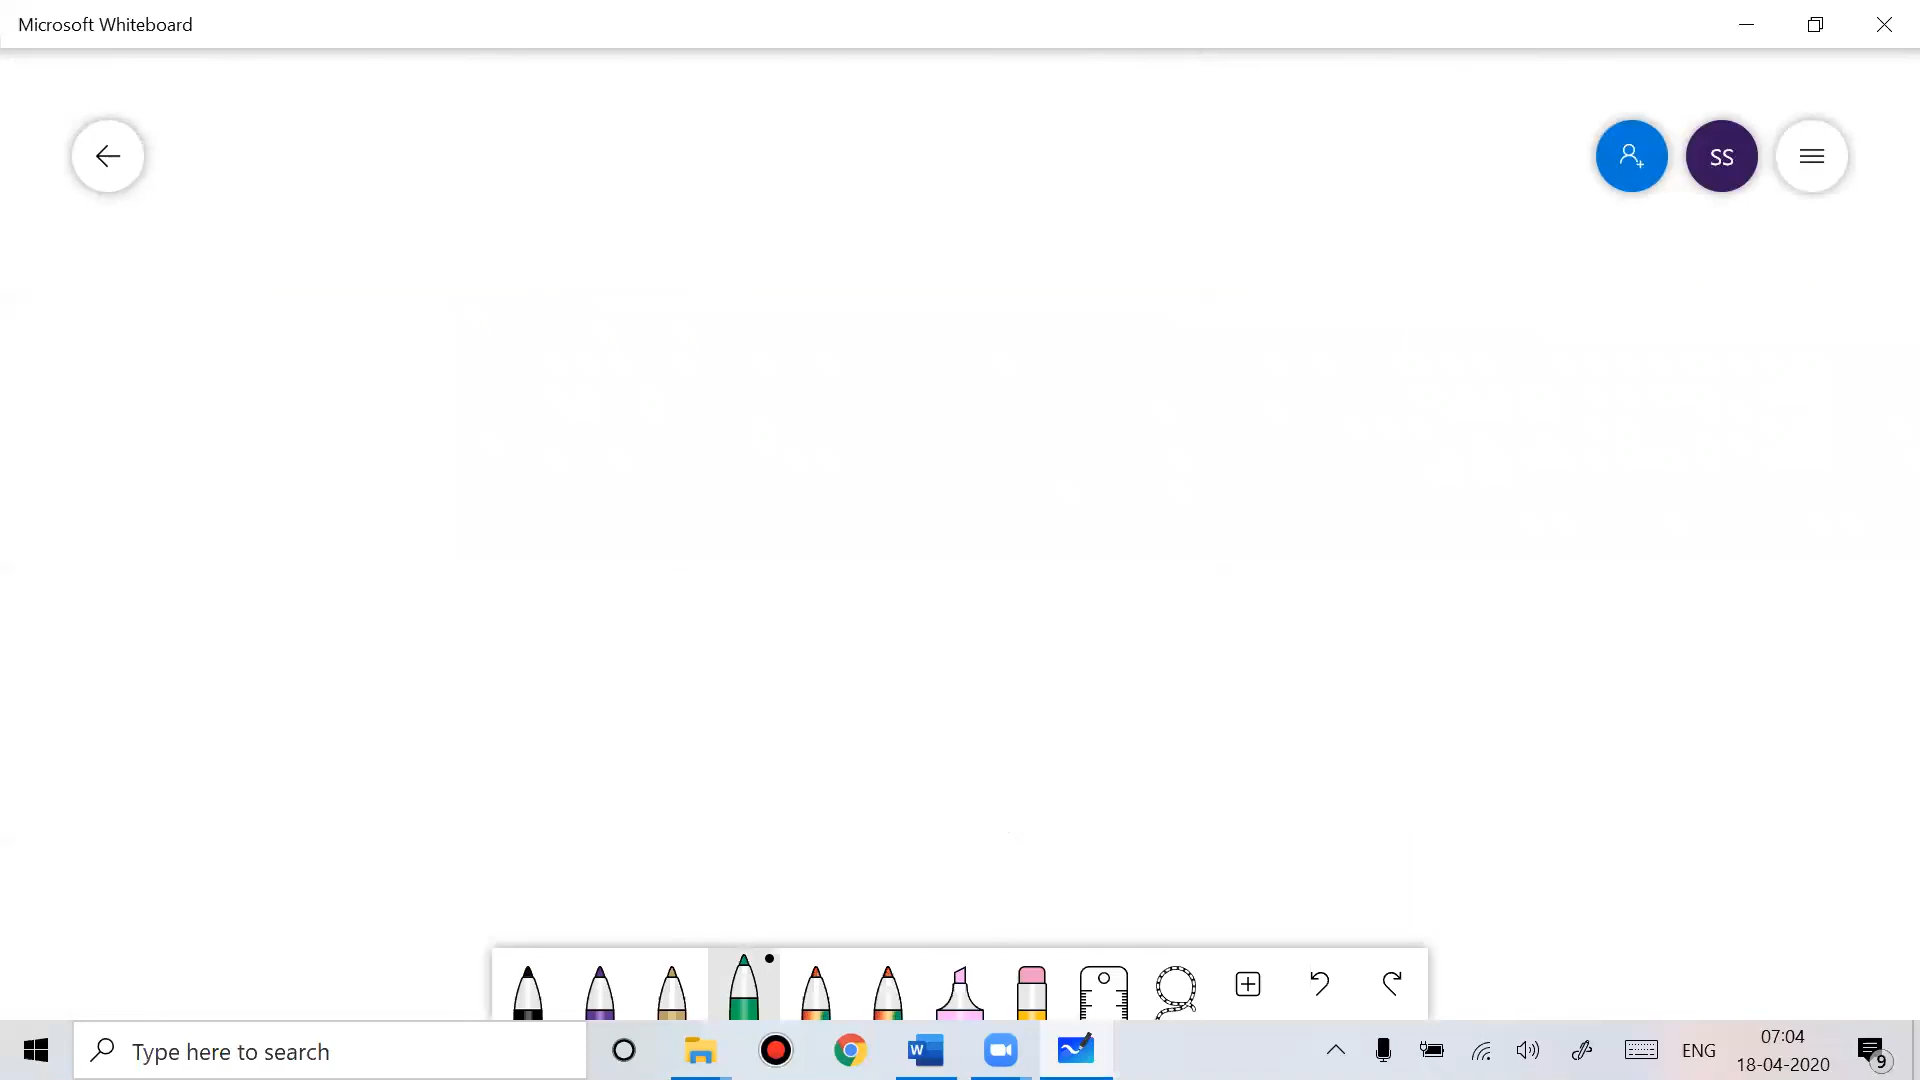 Microsoft Whiteboard
SS
Type here to search
W
ENG
07:04
18-04-2020
9